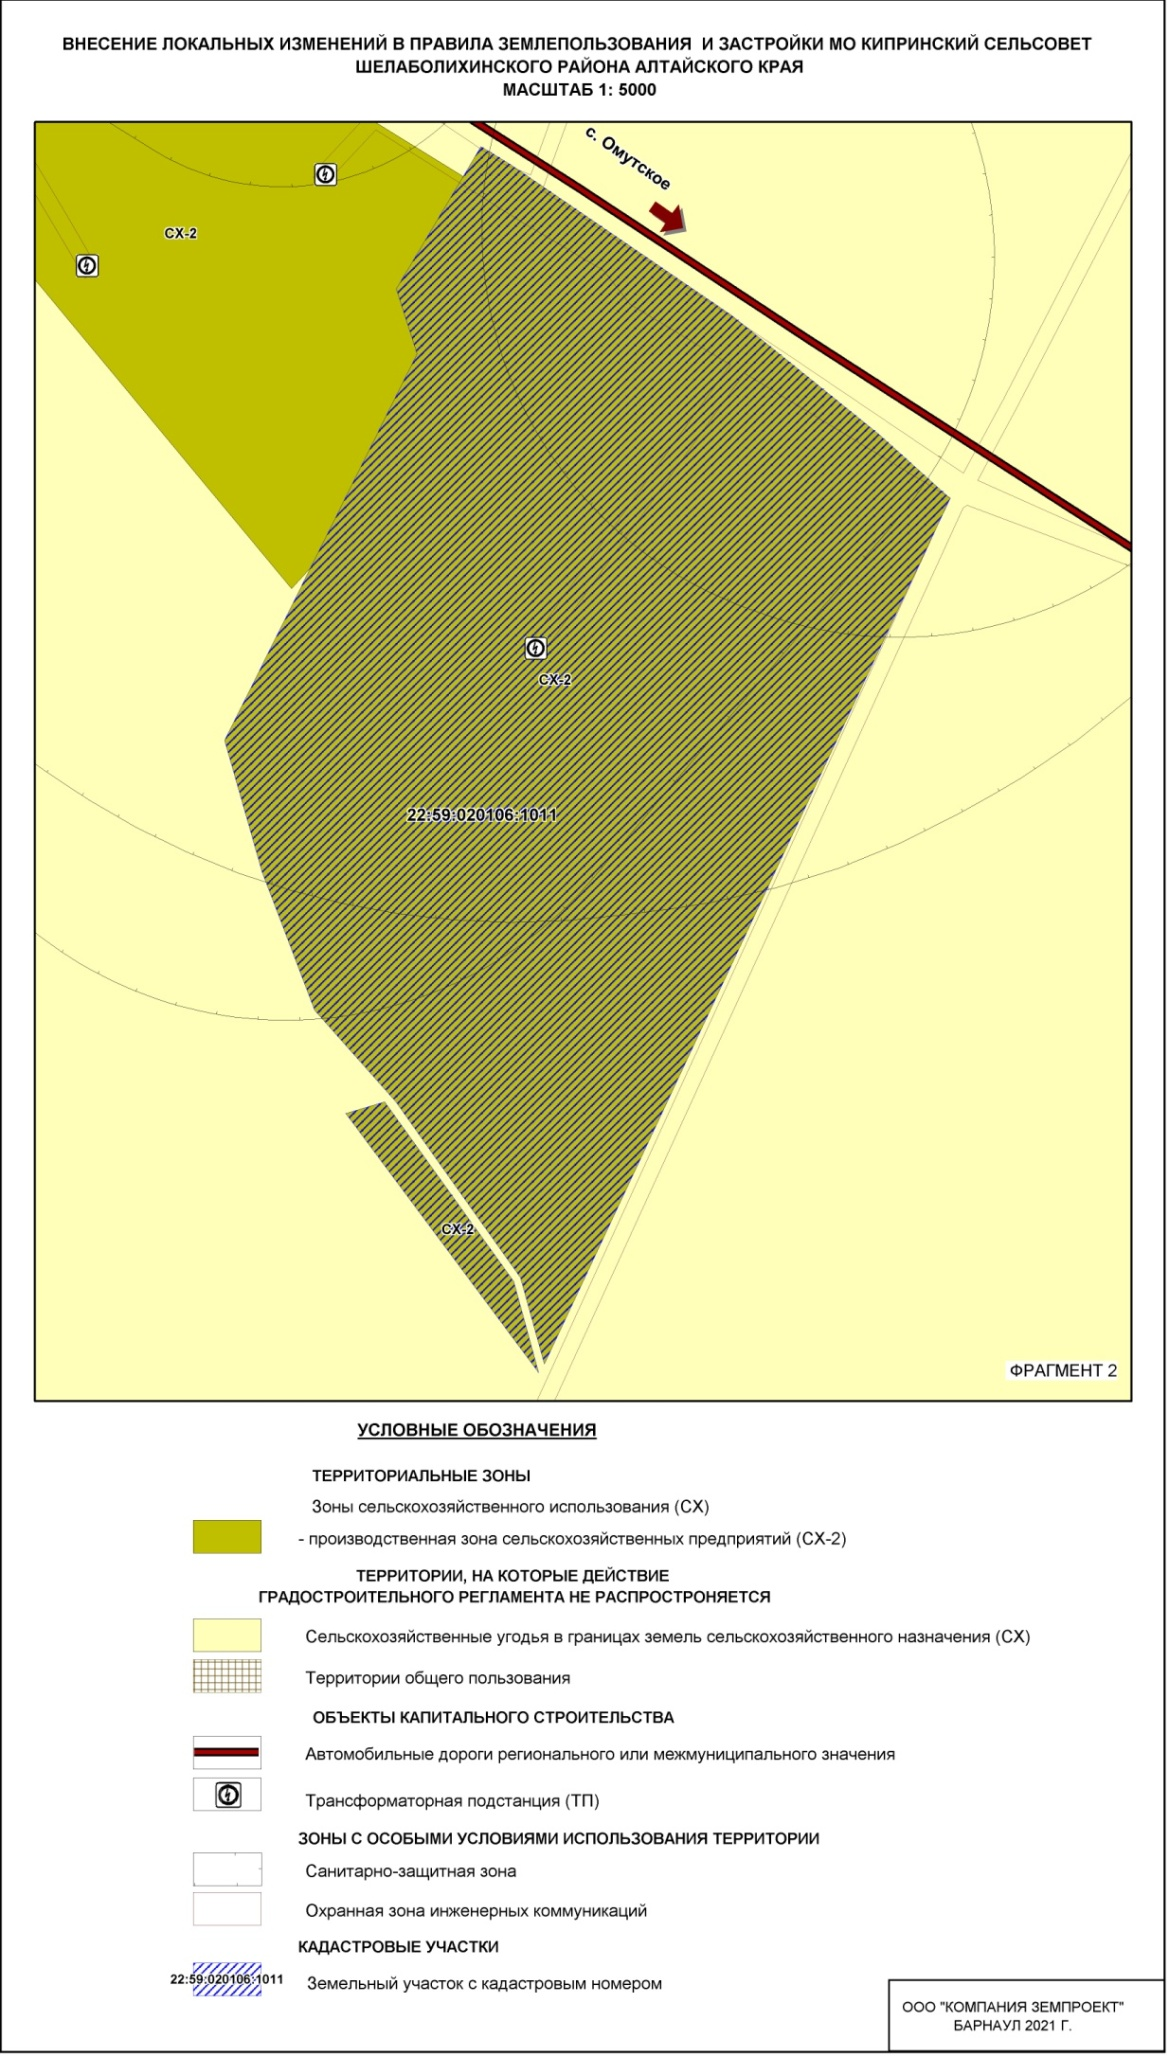 ВНЕСЕНИЕ ЛОКАЛЬНЫХ ИЗМЕНЕНИЙ В ПРАВИЛА ЗЕМЛЕПОЛЬЗОВАНИЯ И ЗАСТРОЙКИ МО КИПРИНСКИЙ СЕЛЬСОВЕТ
ШЕЛАБОЛИХИНСКОГО РАЙОНА АЛТАЙСКОГО КРАЯ
МАСШТАБ 1: 5000
с. Омутское
СХ-2
СХ-2
22:59:020106:1011
СХ-2
ФРАГМЕНТ 2
УСЛОВНЫЕ ОБОЗНАЧЕНИЯ
ТЕРРИТОРИАЛЬНЫЕ ЗОНЫ
Зоны сельскохозяйственного использования (СХ)
- производственная зона сельскохозяйственных предприятий (СХ-2)
ТЕРРИТОРИИ, НА КОТОРЫЕ ДЕЙСТВИЕ
ГРАДОСТРОИТЕЛЬНОГО РЕГЛАМЕНТА НЕ РАСПРОСТРОНЯЕТСЯ
Сельскохозяйственные угодья в границах земель сельскохозяйственного назначения (СХ)
Территории общего пользования
ОБЪЕКТЫ КАПИТАЛЬНОГО СТРОИТЕЛЬСТВА
Автомобильные дороги регионального или межмуниципального значения
Трансформаторная подстанция (ТП)
ЗОНЫ С ОСОБЫМИ УСЛОВИЯМИ ИСПОЛЬЗОВАНИЯ ТЕРРИТОРИИ
Санитарно-защитная зона
Охранная зона инженерных коммуникаций
КАДАСТРОВЫЕ УЧАСТКИ
22:59:020106:1011 Земельный участок с кадастровым номером
ООО "КОМПАНИЯ ЗЕМПРОЕКТ"
БАРНАУЛ 2021 Г.